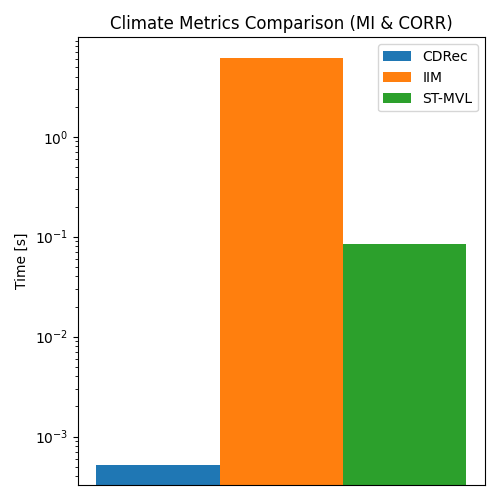 Climate Metrics Comparison (MI & CORR)
CDRec
IIM
ST-MVL
Time [s]
10⁰
10⁻¹
10⁻²
10⁻³